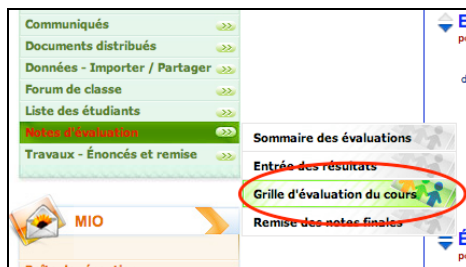 Communiqués
Documents distribués
Données - Importer / Partager
Forum de classe
Liste des étudiants
Notes d'évaluation
Travaux - Énoncés et remise
Sommaire des évaluations
Entrée des résultats
Grille d'évaluation du cours
Remise des notes finales
MIO